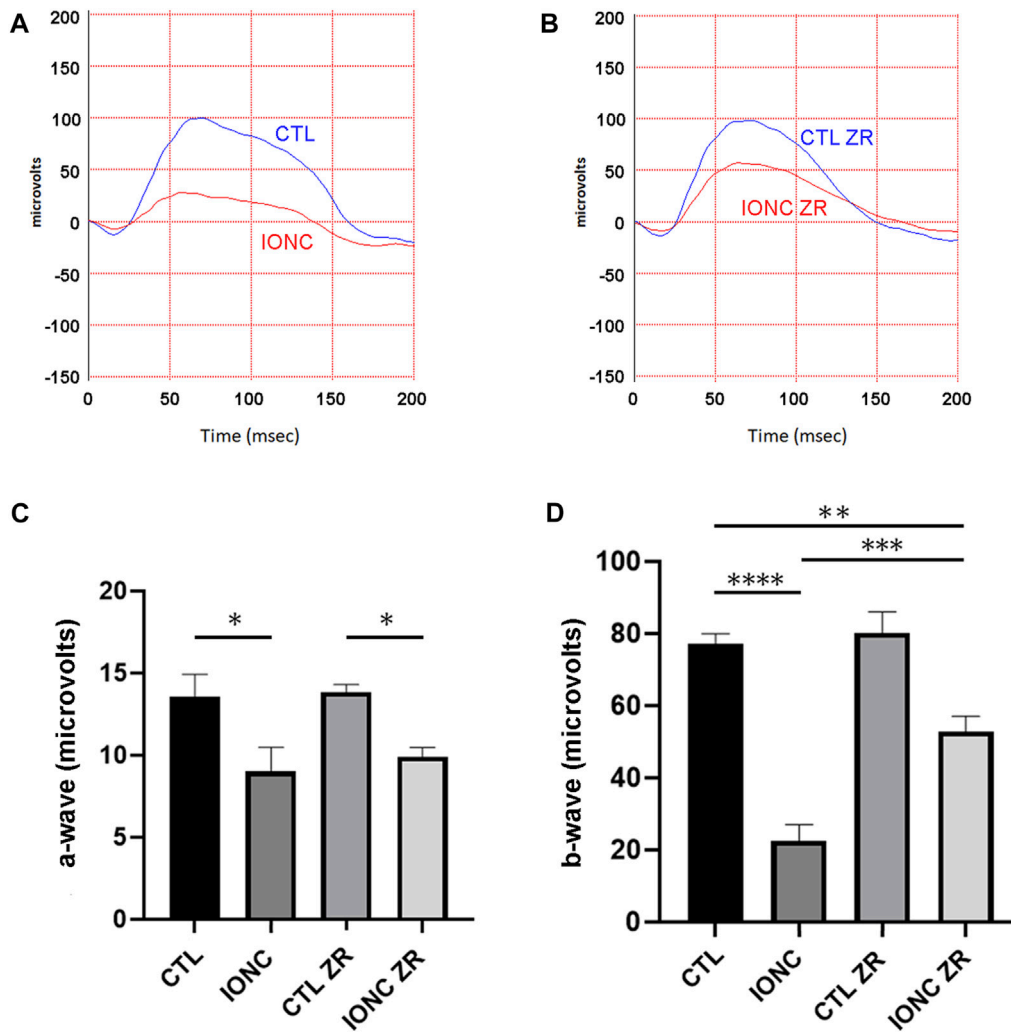 A
200
150
100
50
0
-50
-100
-150
microvolts
CTL
IONC
0 50 100 150 200
Time (msec)
B
200
150
100
50
0
-50
-100
-150
microvolts
CTL ZR
IONC ZR
0 50 100 150 200
Time (msec)
C
20
15
10
5
0
a-wave (microvolts)
* *
CTL IONC CTL ZR IONC ZR
D
100
80
60
40
20
0
b-wave (microvolts)
**
***
****
CTL IONC CTL ZR IONC ZR